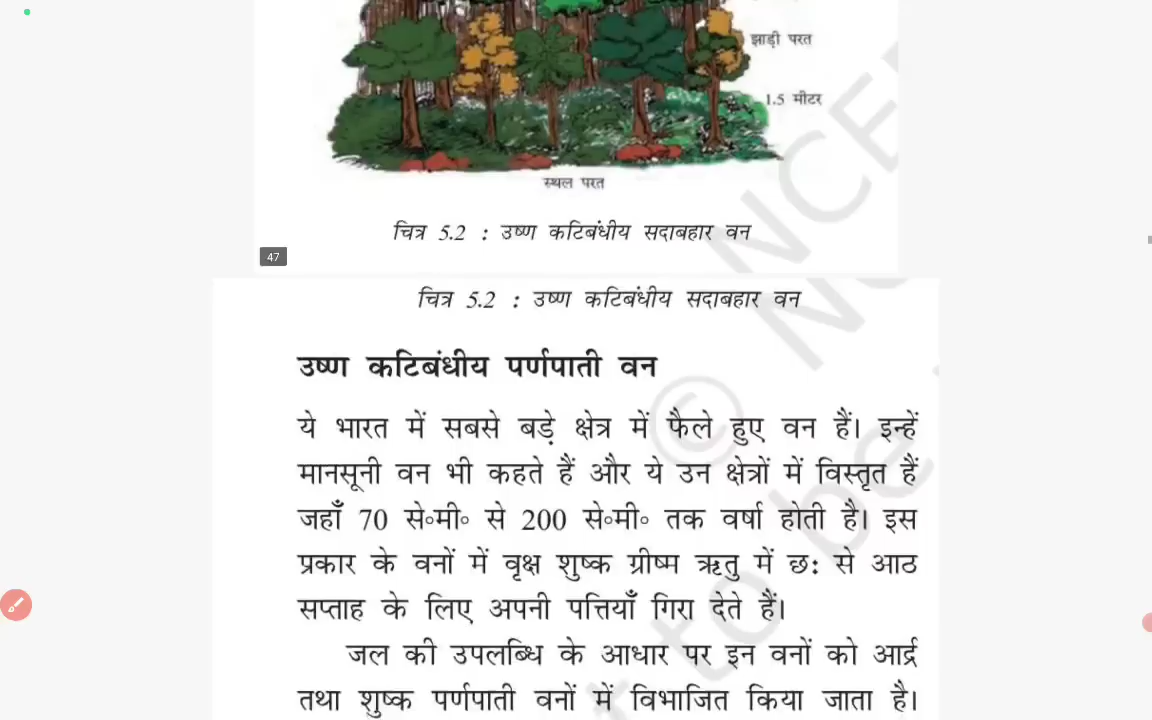 झाड़ी परत
1.5 मीटर
स्थल परत
चित्र 5.2 : उष्ण कटिबंधीय सदाबहार वन
47
चित्र 5.2 : उष्ण कटिबंधीय सदाबहार वन
उष्ण कटिबंधीय पर्णपाती वन
ये भारत में सबसे बड़े क्षेत्र में फैले हुए वन हैं। इन्हें
मानसूनी वन भी कहते हैं और ये उन क्षेत्रों में विस्तृत हैं
जहाँ 70 से॰मी॰ से 200 से॰मी॰ तक वर्षा होती है। इस
प्रकार के वनों में वृक्ष शुष्क ग्रीष्म ऋतु में छः से आठ
सप्ताह के लिए अपनी पत्तियाँ गिरा देते हैं।
जल की उपलब्धि के आधार पर इन वनों को आर्द्र
तथा शुष्क पर्णपाती वनों में विभाजित किया जाता है।